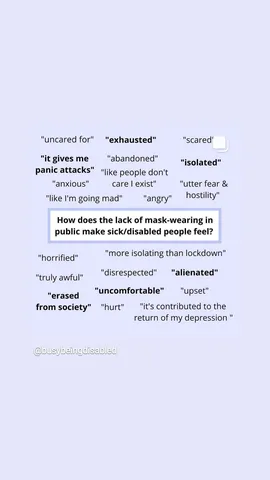 "uncared for" "exhausted" "scared"
"it gives me "abandoned" "isolated"
panic attacks" "like people don't
"anxious" care I exist" "utter fear &
"like I'm going mad" "angry" hostility"
How does the lack of mask-wearing in
public make sick/disabled people feel?
"horrified" "more isolating than lockdown"
"truly awful" "disrespected" "alienated"
"erased "uncomfortable" "upset"
from society" "hurt" "it's contributed to the
return of my depression "
@busybeingdisabled